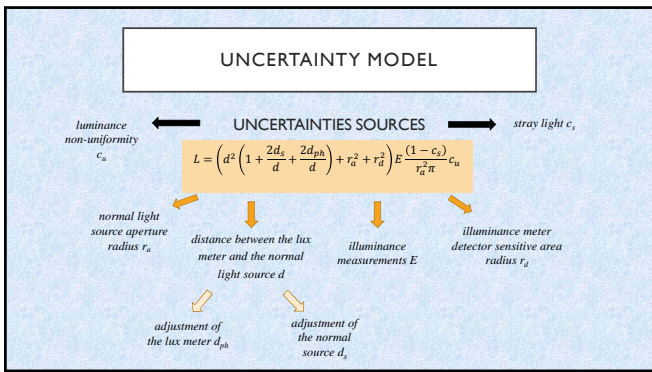 UNCERTAINTY MODEL
luminance
non-uniformity
c_u
UNCERTAINTIES SOURCES
stray light c_s
L = (d^2 (1 + 2d_s/d + 2d_ph/d) + r_a^2 + r_d^2) E (1 − c_s)/(r_a^2 π) c_u
normal light
source aperture
radius r_a
distance between the lux
meter and the normal
light source d
illuminance
measurements E
illuminance meter
detector sensitive area
radius r_d
adjustment of
the lux meter d_ph
adjustment of
the normal
source d_s